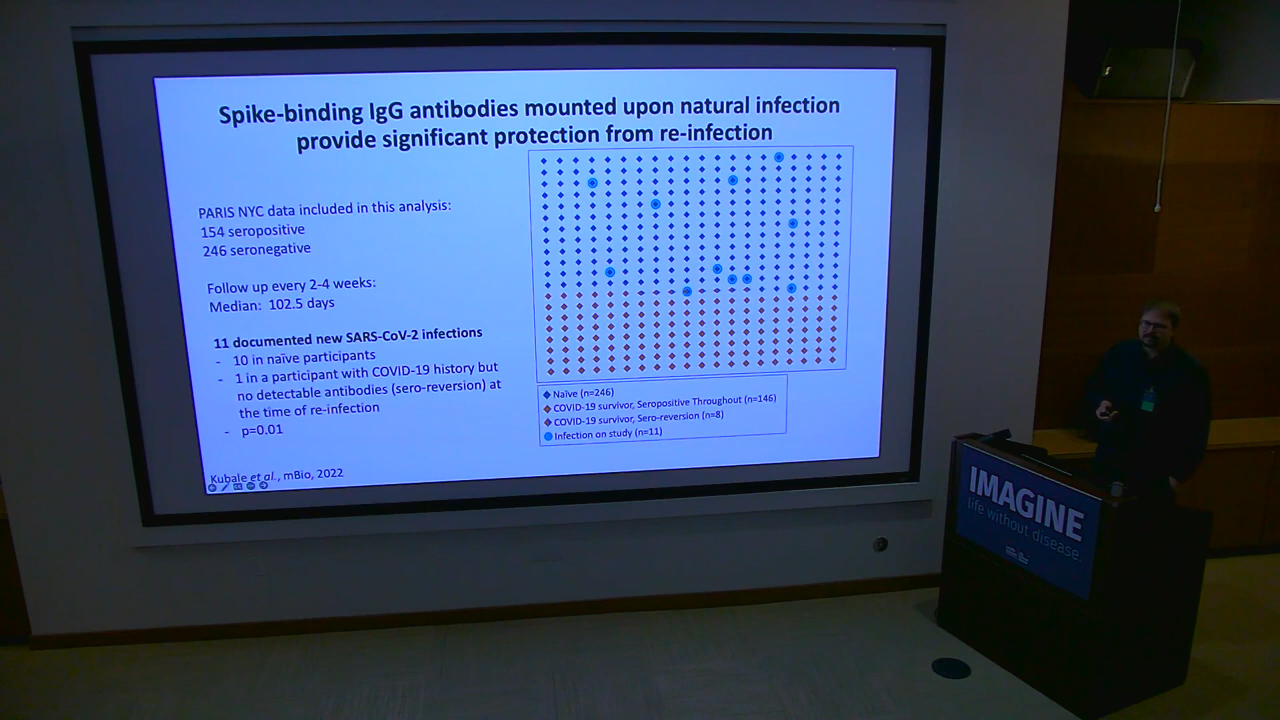 Spike-binding IgG antibodies mounted upon natural infection
provide significant protection from re-infection
PARIS NYC data included in this analysis:
154 seropositive
246 seronegative
Follow up every 2-4 weeks:
Median: 102.5 days
11 documented new SARS-CoV-2 infections
- 10 in naïve participants
- 1 in a participant with COVID-19 history but
no detectable antibodies (sero-reversion) at
the time of re-infection
- p=0.01
Kubale et al., mBio, 2022
Naïve (n=246)
COVID-19 survivor, Seropositive Throughout (n=146)
COVID-19 survivor, Sero-reversion (n=8)
Infection on study (n=11)
IMAGINE
life without disease.